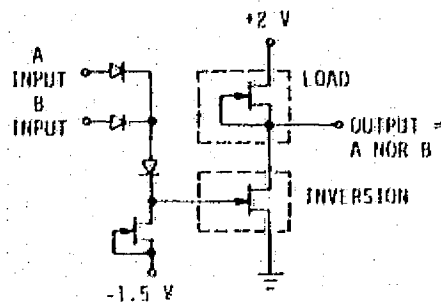 +2 V
A
INPUT
B
INPUT
LOAD
OUTPUT =
A NOR B
INVERSION
-1.5 V